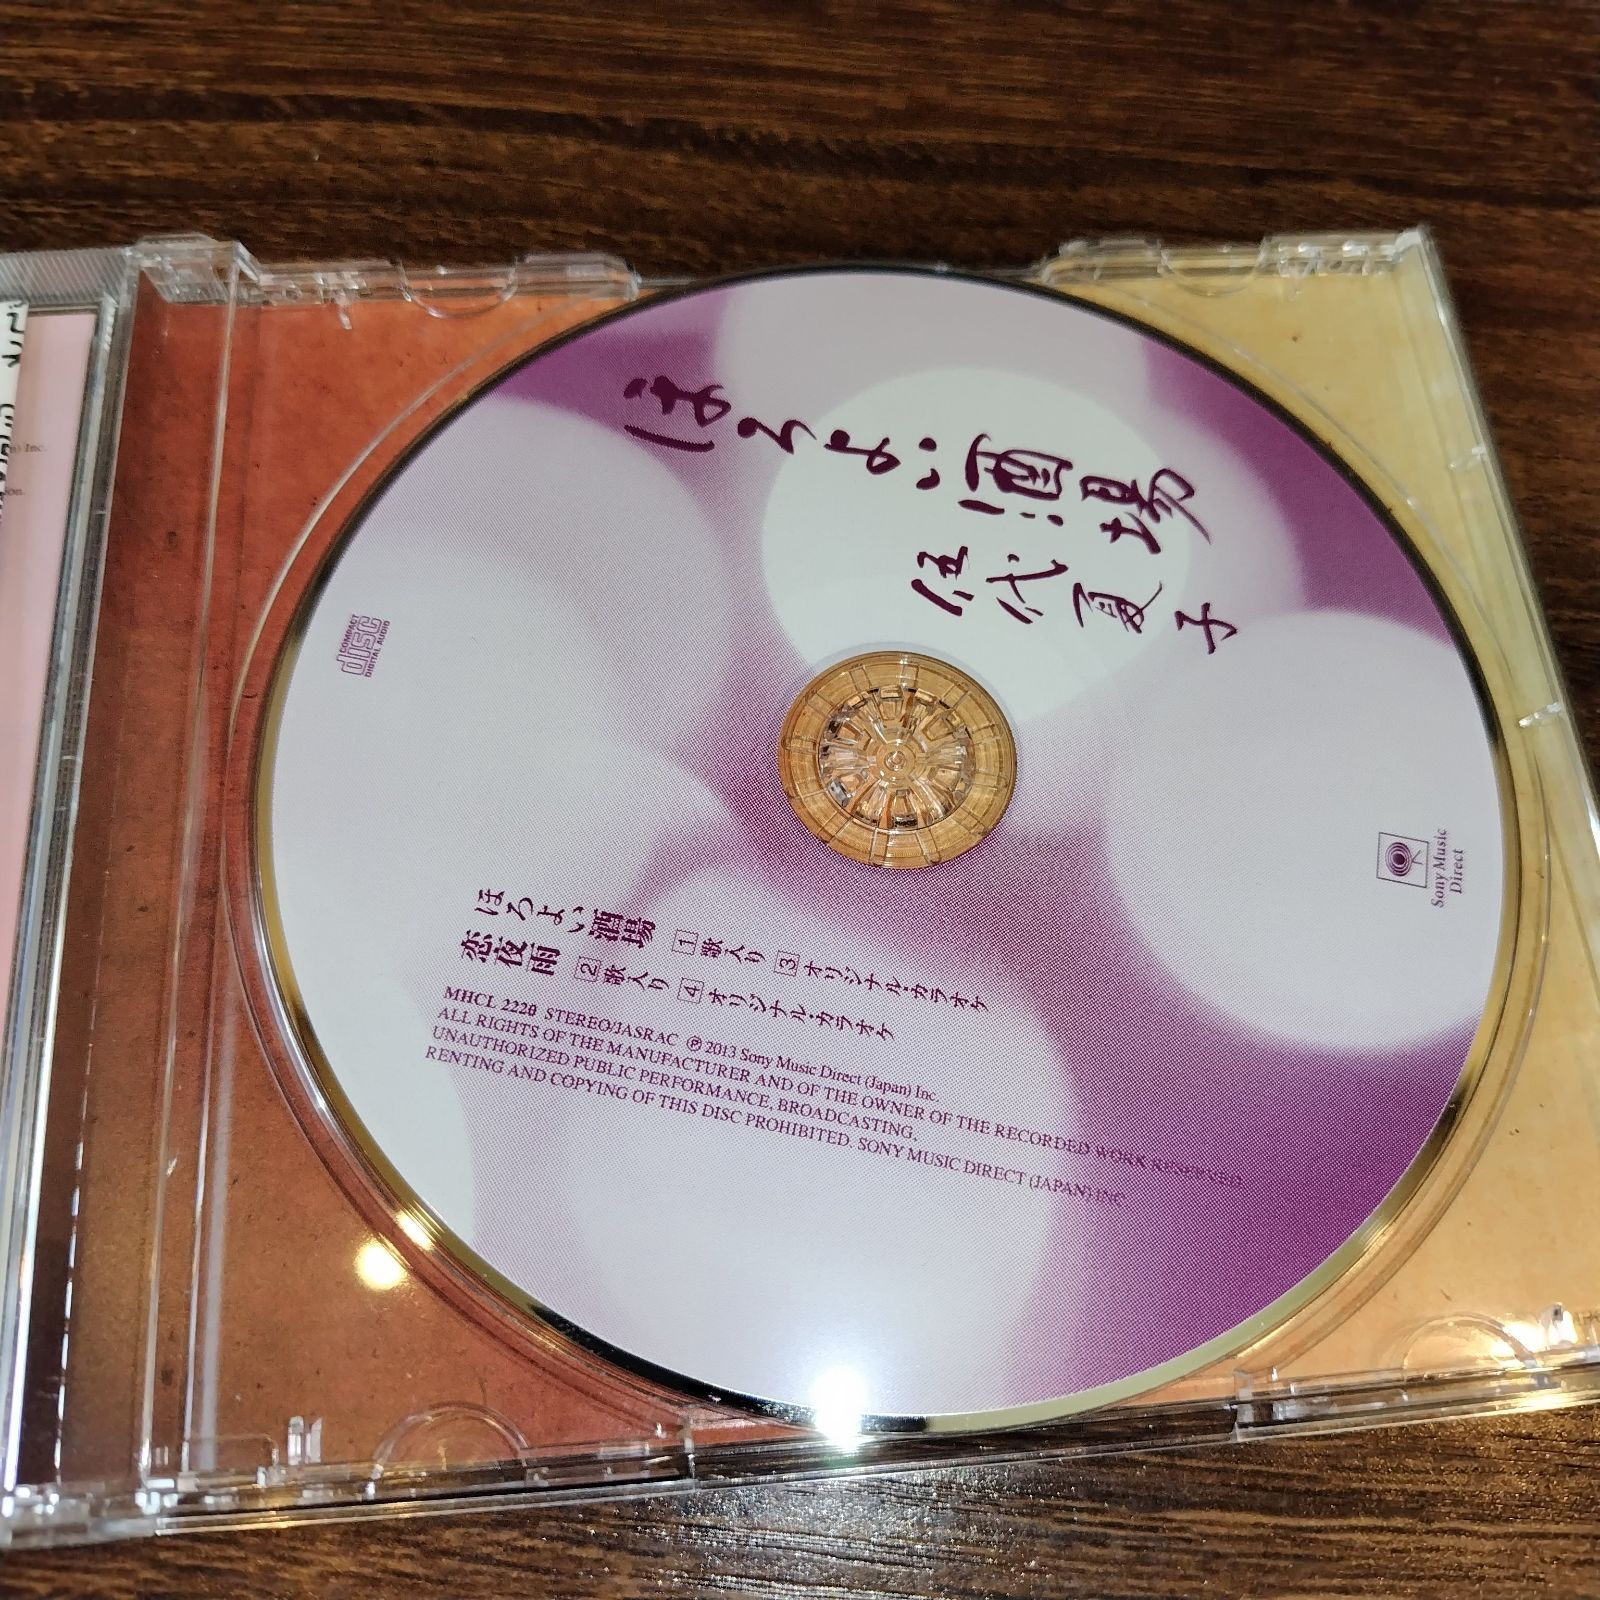 ほろよい酒場
伍代夏子
COMPACT
disc
DIGITAL AUDIO
Sony Music
Direct
ほろよい酒場 1 歌入り 3 オリジナル・カラオケ
恋夜雨 2 歌入り 4 オリジナル・カラオケ
MHCL 2220 STEREO/JASRAC ℗ 2013 Sony Music Direct (Japan) Inc.
ALL RIGHTS OF THE MANUFACTURER AND OF THE OWNER OF THE RECORDED WORK RESERVED.
UNAUTHORIZED PUBLIC PERFORMANCE, BROADCASTING,
RENTING AND COPYING OF THIS DISC PROHIBITED. SONY MUSIC DIRECT (JAPAN) INC.
Inc.